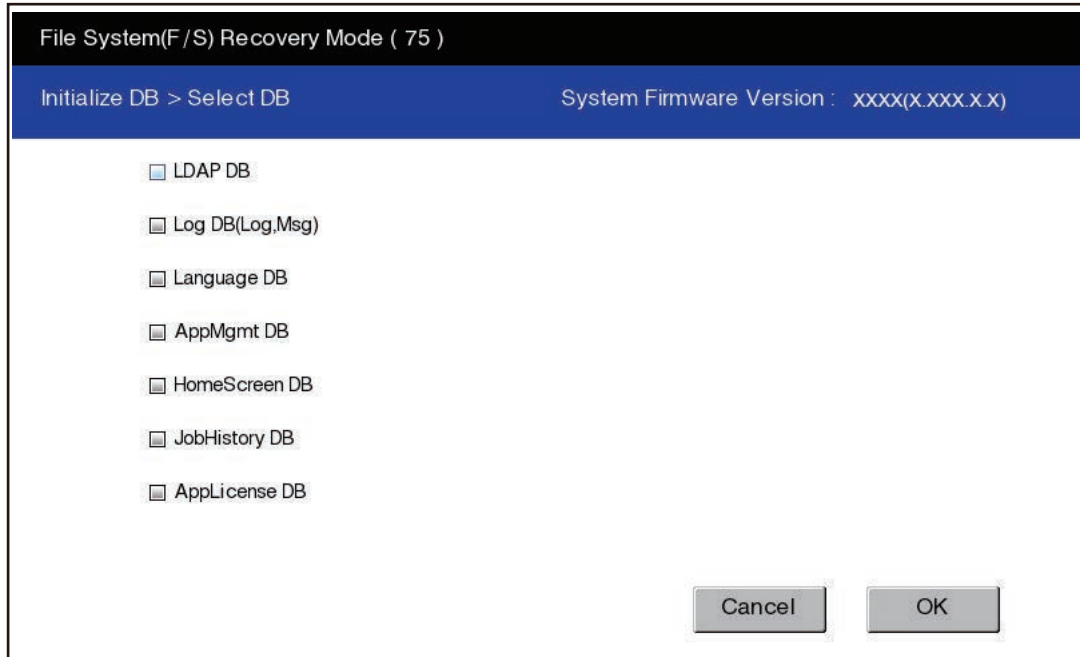 File System(F/S) Recovery Mode ( 75 )
Initialize DB > Select DB System Firmware Version : XXXX(X.XXX.X.X)
LDAP DB
Log DB(Log,Msg)
Language DB
AppMgmt DB
HomeScreen DB
JobHistory DB
AppLicense DB
Cancel OK